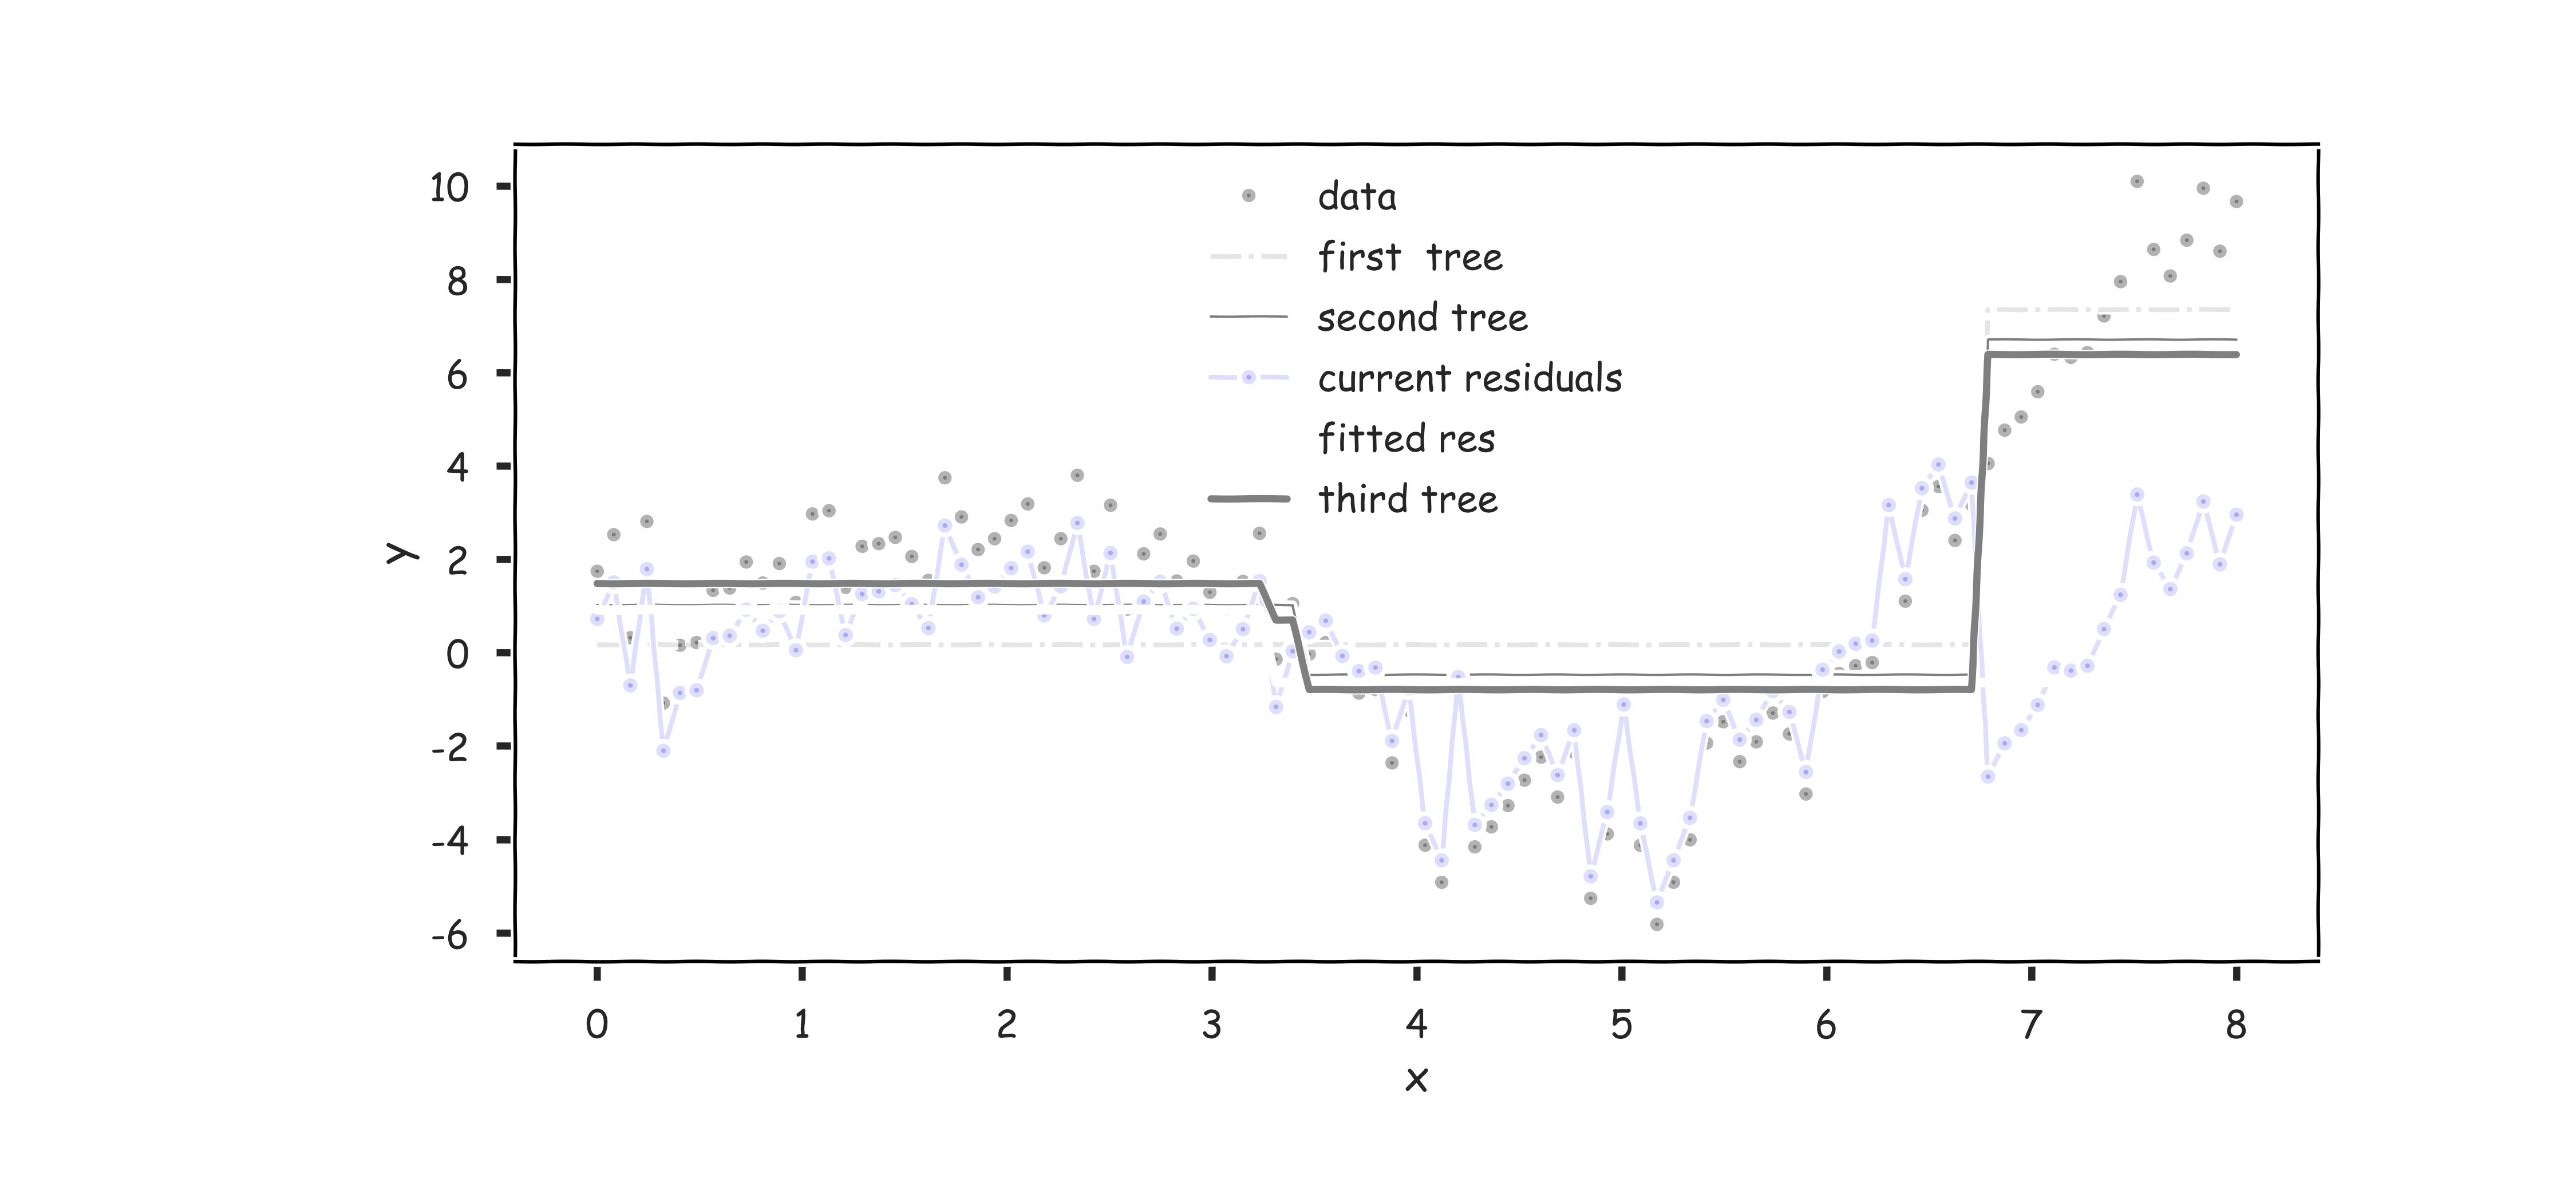 10
8
6
4
2
0
-2
-4
-6
y
data
first tree
second tree
current residuals
fitted res
third tree
0 1 2 3 4 5 6 7 8
x